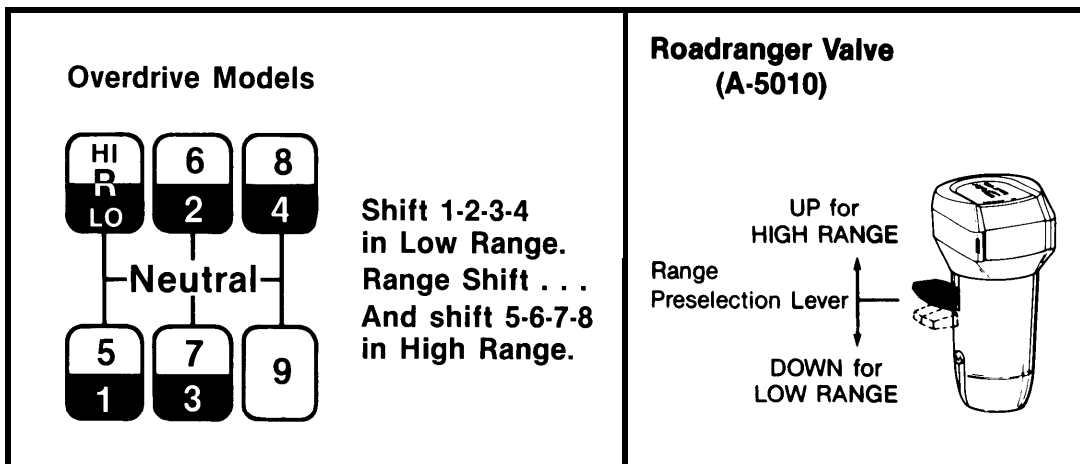 Overdrive Models
HI
R
LO
6
2
8
4
Neutral
5
1
7
3
9
Shift 1-2-3-4
in Low Range.
Range Shift . . .
And shift 5-6-7-8
in High Range.
Roadranger Valve
(A-5010)
UP for
HIGH RANGE
Range
Preselection Lever
DOWN for
LOW RANGE